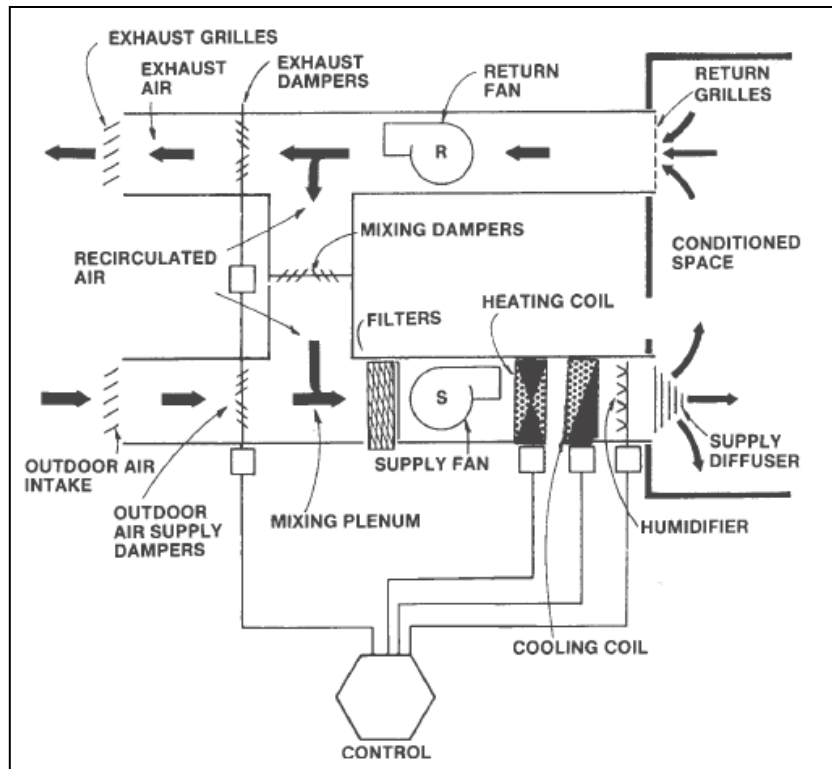 EXHAUST GRILLES
EXHAUST
AIR
EXHAUST
DAMPERS
RETURN
FAN
RETURN
GRILLES
R
MIXING DAMPERS
RECIRCULATED
AIR
CONDITIONED
SPACE
HEATING COIL
FILTERS
S
OUTDOOR AIR
INTAKE
SUPPLY FAN
SUPPLY
DIFFUSER
OUTDOOR
AIR SUPPLY
DAMPERS
MIXING PLENUM
HUMIDIFIER
COOLING COIL
CONTROL